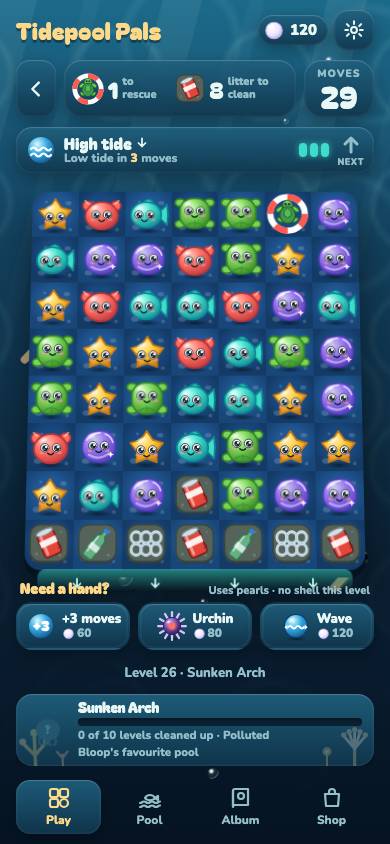 Tidepool Pals
120
1 to rescue
8 litter to clean
MOVES
29
High tide
Low tide in 3 moves
NEXT
Need a hand?
Uses pearls · no shell this level
+3
+3 moves
60
Urchin
80
Wave
120
Level 26 · Sunken Arch
Sunken Arch
0 of 10 levels cleaned up · Polluted
Bloop's favourite pool
Play
Pool
Album
Shop